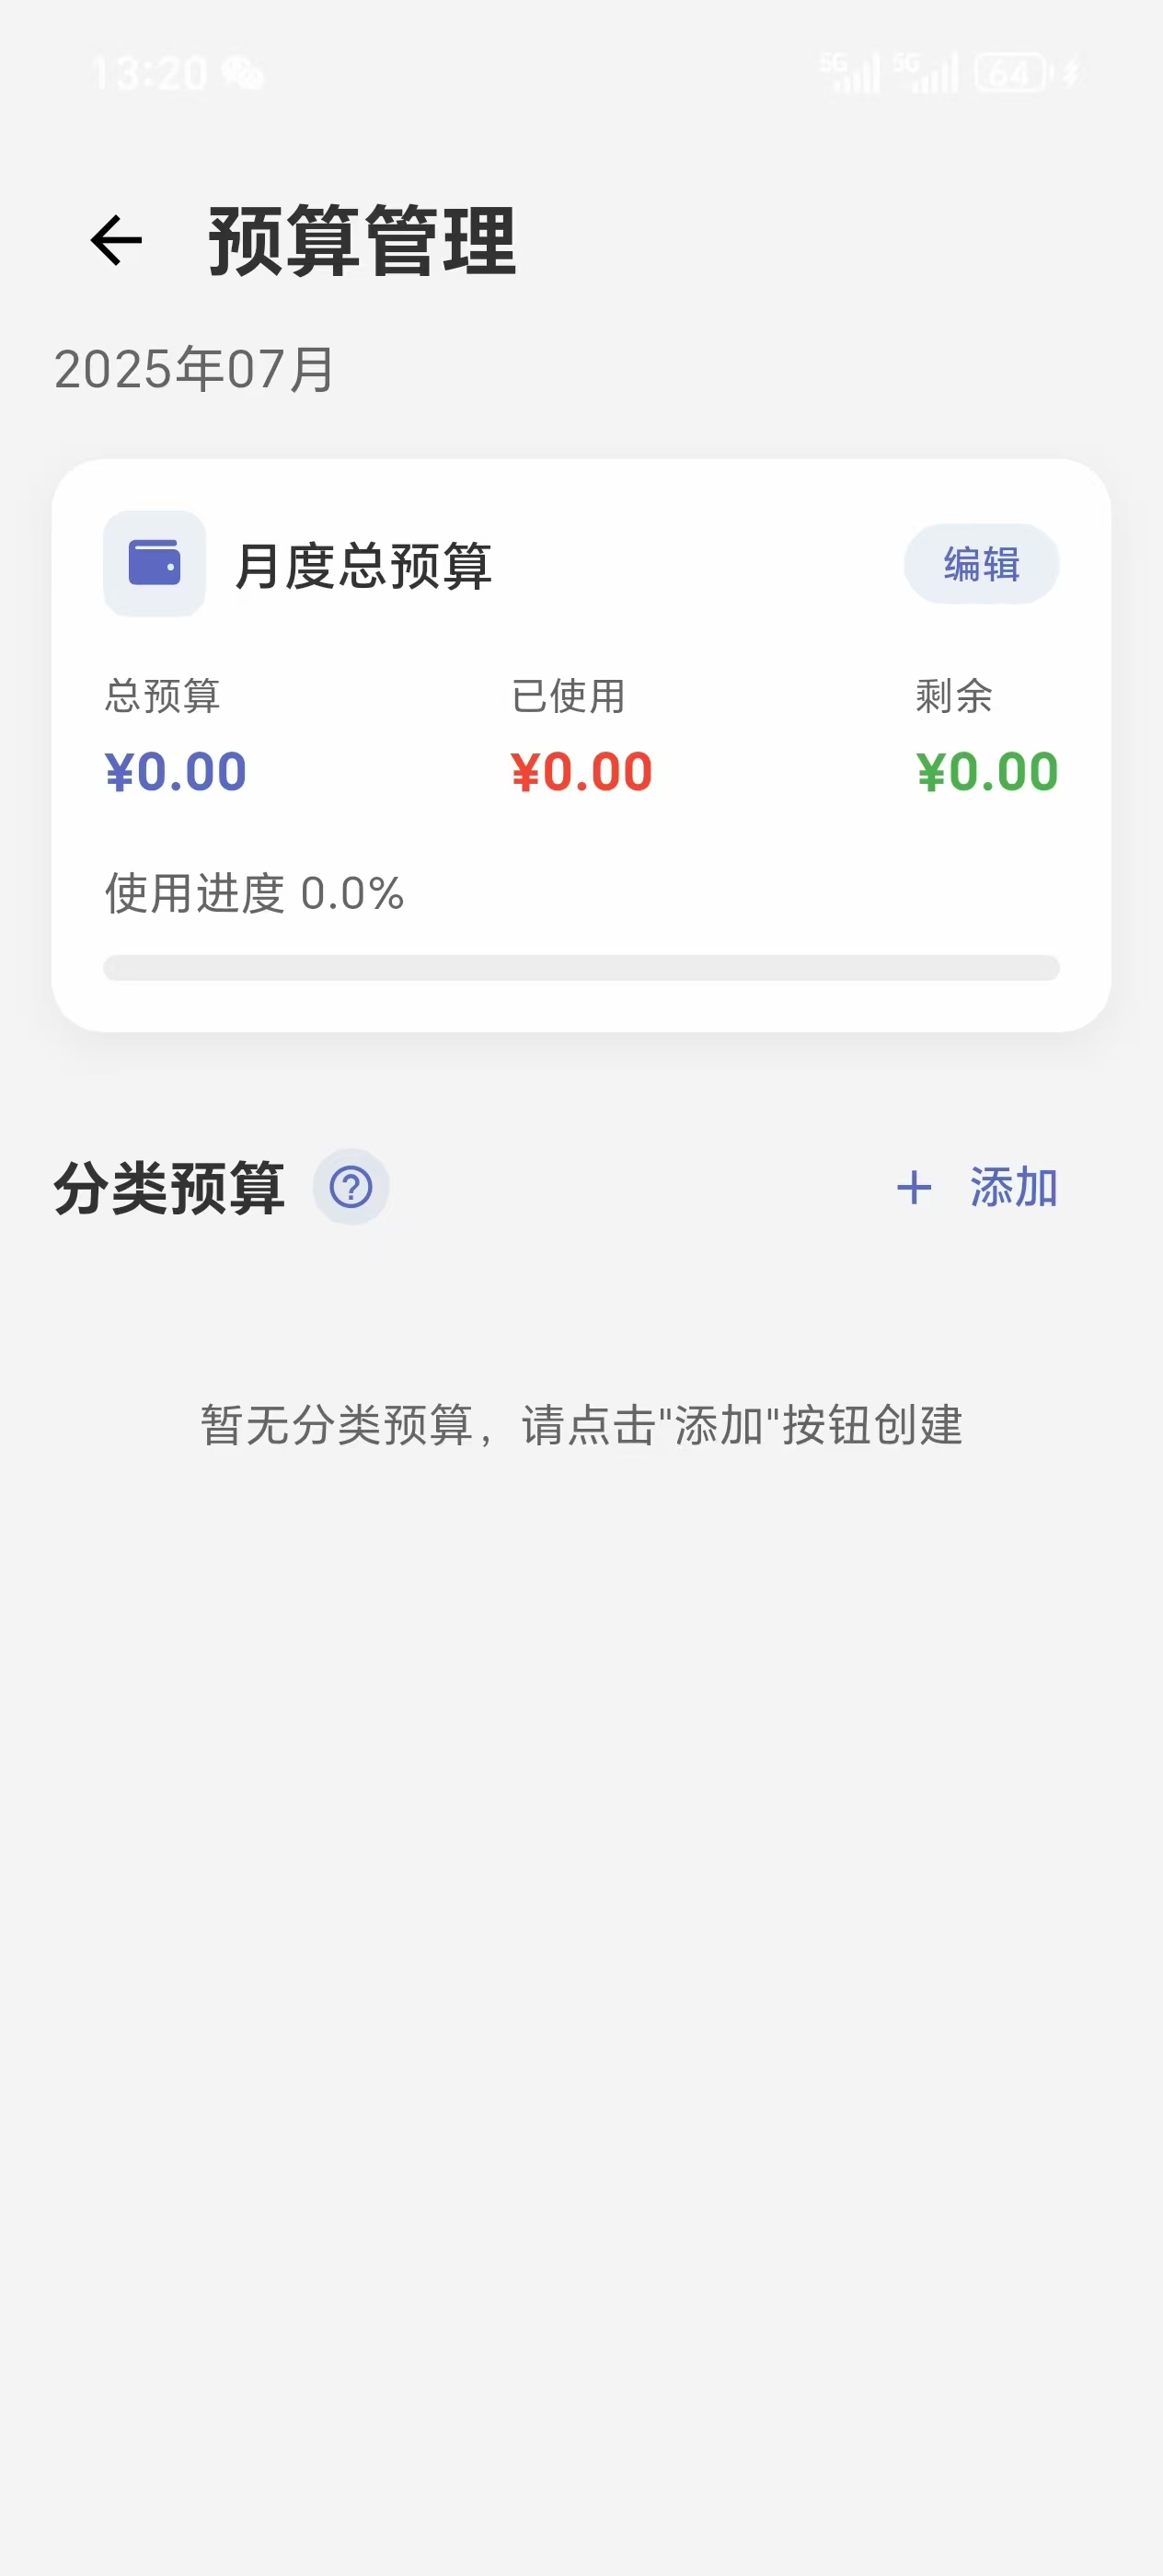 13:20 5G 5G 64
预算管理
2025年07月
月度总预算 编辑
总预算 已使用 剩余
¥0.00 ¥0.00 ¥0.00
使用进度 0.0%
分类预算 ? + 添加
暂无分类预算，请点击"添加"按钮创建